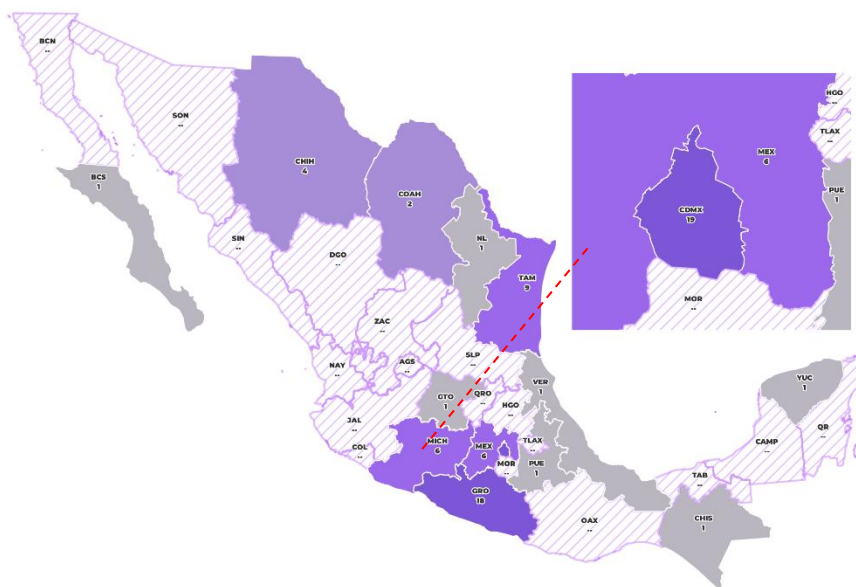 BCN
--
SON
--
CHIH
4
COAH
2
BCS
1
NL
1
SIN
--
DGO
--
TAM
9
ZAC
--
SLP
--
NAY
--
AGS
--
GTO
1
QRO
--
VER
1
HGO
--
JAL
--
COL
--
MICH
6
MEX
6
TLAX
--
MOR
--
PUE
1
GRO
18
OAX
--
TAB
--
CHIS
1
CAMP
--
YUC
1
QR
--
HGO
--
TLAX
--
MEX
6
PUE
1
CDMX
19
MOR
--